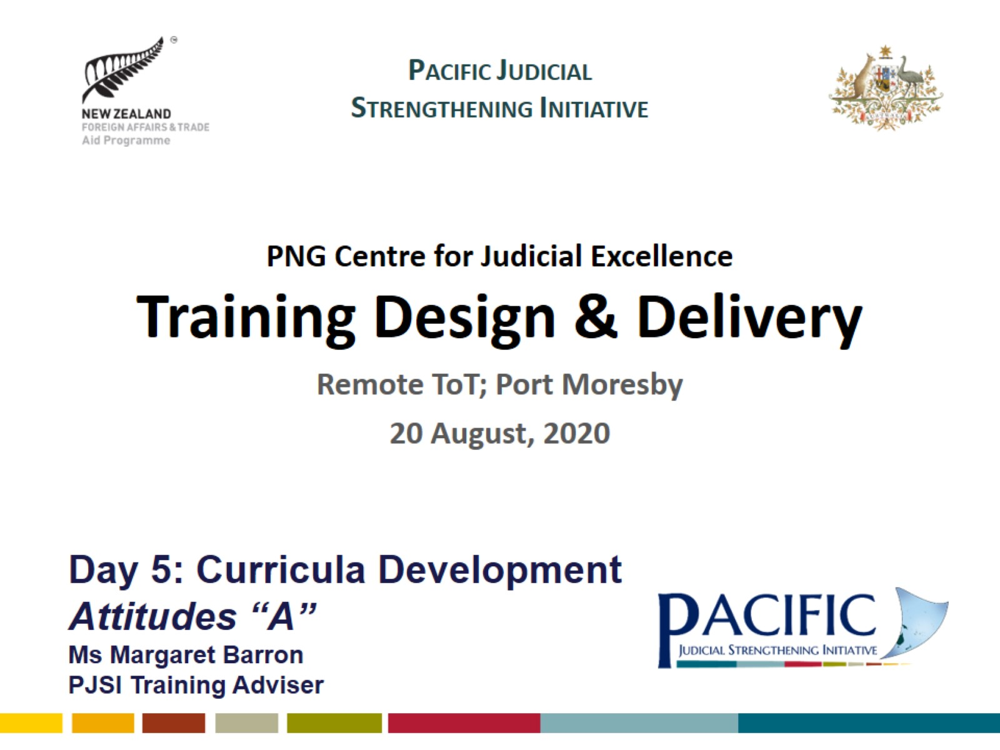 NEW ZEALAND
FOREIGN AFFAIRS & TRADE
Aid Programme
TM
PACIFIC JUDICIAL
STRENGTHENING INITIATIVE
AUSTRALIA
PNG Centre for Judicial Excellence
Training Design & Delivery
Remote ToT; Port Moresby
20 August, 2020
Day 5: Curricula Development
Attitudes “A”
Ms Margaret Barron
PJSI Training Adviser
PACIFIC
JUDICIAL STRENGTHENING INITIATIVE